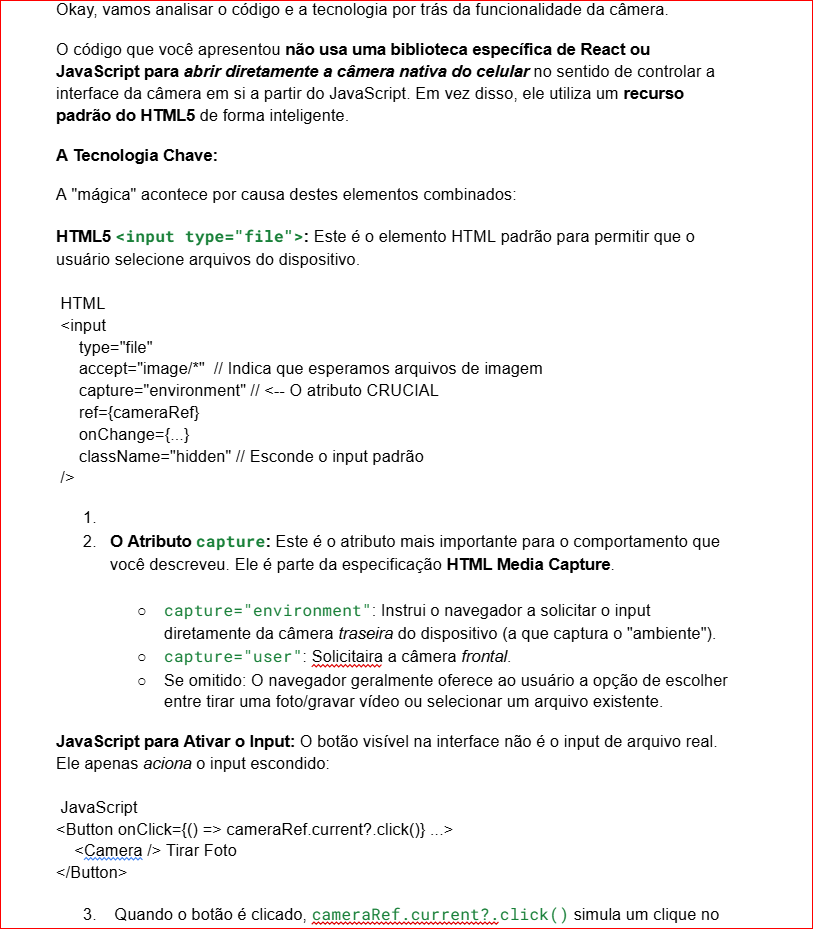 Okay, vamos analisar o código e a tecnologia por trás da funcionalidade da câmera.
O código que você apresentou não usa uma biblioteca específica de React ou
JavaScript para abrir diretamente a câmera nativa do celular no sentido de controlar a
interface da câmera em si a partir do JavaScript. Em vez disso, ele utiliza um recurso
padrão do HTML5 de forma inteligente.
A Tecnologia Chave:
A "mágica" acontece por causa destes elementos combinados:
HTML5 <input type="file">: Este é o elemento HTML padrão para permitir que o
usuário selecione arquivos do dispositivo.
HTML
<input
type="file"
accept="image/*"  // Indica que esperamos arquivos de imagem
capture="environment" // <-- O atributo CRUCIAL
ref={cameraRef}
onChange={...}
className="hidden" // Esconde o input padrão
/>
1.
2. O Atributo capture: Este é o atributo mais importante para o comportamento que
você descreveu. Ele é parte da especificação HTML Media Capture.
○ capture="environment": Instrui o navegador a solicitar o input
diretamente da câmera traseira do dispositivo (a que captura o "ambiente").
○ capture="user": Solicitaira a câmera frontal.
○ Se omitido: O navegador geralmente oferece ao usuário a opção de escolher
entre tirar uma foto/gravar vídeo ou selecionar um arquivo existente.
JavaScript para Ativar o Input: O botão visível na interface não é o input de arquivo real.
Ele apenas aciona o input escondido:
JavaScript
<Button onClick={() => cameraRef.current?.click()} ...>
<Camera /> Tirar Foto
</Button>
3. Quando o botão é clicado, cameraRef.current?.click() simula um clique no